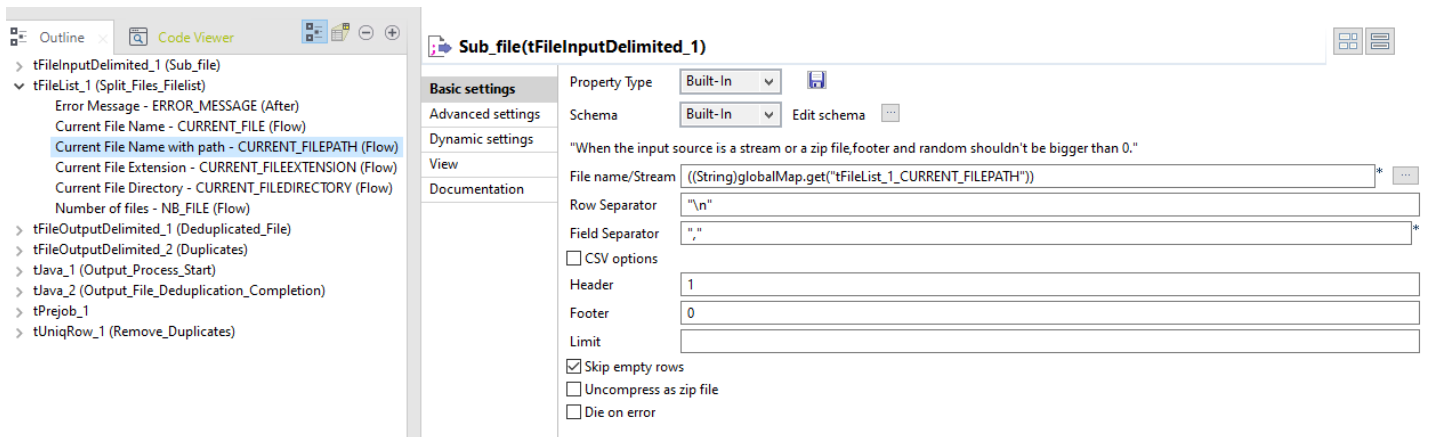 Outline
Code Viewer
tFileInputDelimited_1 (Sub_file)
tFileList_1 (Split_Files_Filelist)
Error Message - ERROR_MESSAGE (After)
Current File Name - CURRENT_FILE (Flow)
Current File Name with path - CURRENT_FILEPATH (Flow)
Current File Extension - CURRENT_FILEEXTENSION (Flow)
Current File Directory - CURRENT_FILEDIRECTORY (Flow)
Number of files - NB_FILE (Flow)
tFileOutputDelimited_1 (Deduplicated_File)
tFileOutputDelimited_2 (Duplicates)
tJava_1 (Output_Process_Start)
tJava_2 (Output_File_Deduplication_Completion)
tPrejob_1
tUniqRow_1 (Remove_Duplicates)
Sub_file(tFileInputDelimited_1)
Basic settings
Advanced settings
Dynamic settings
View
Documentation
Property Type Built-In
Schema Built-In Edit schema ...
"When the input source is a stream or a zip file,footer and random shouldn't be bigger than 0."
File name/Stream ((String)globalMap.get("tFileList_1_CURRENT_FILEPATH")) * ...
Row Separator "\n"
Field Separator "," *
CSV options
Header 1
Footer 0
Limit
Skip empty rows
Uncompress as zip file
Die on error